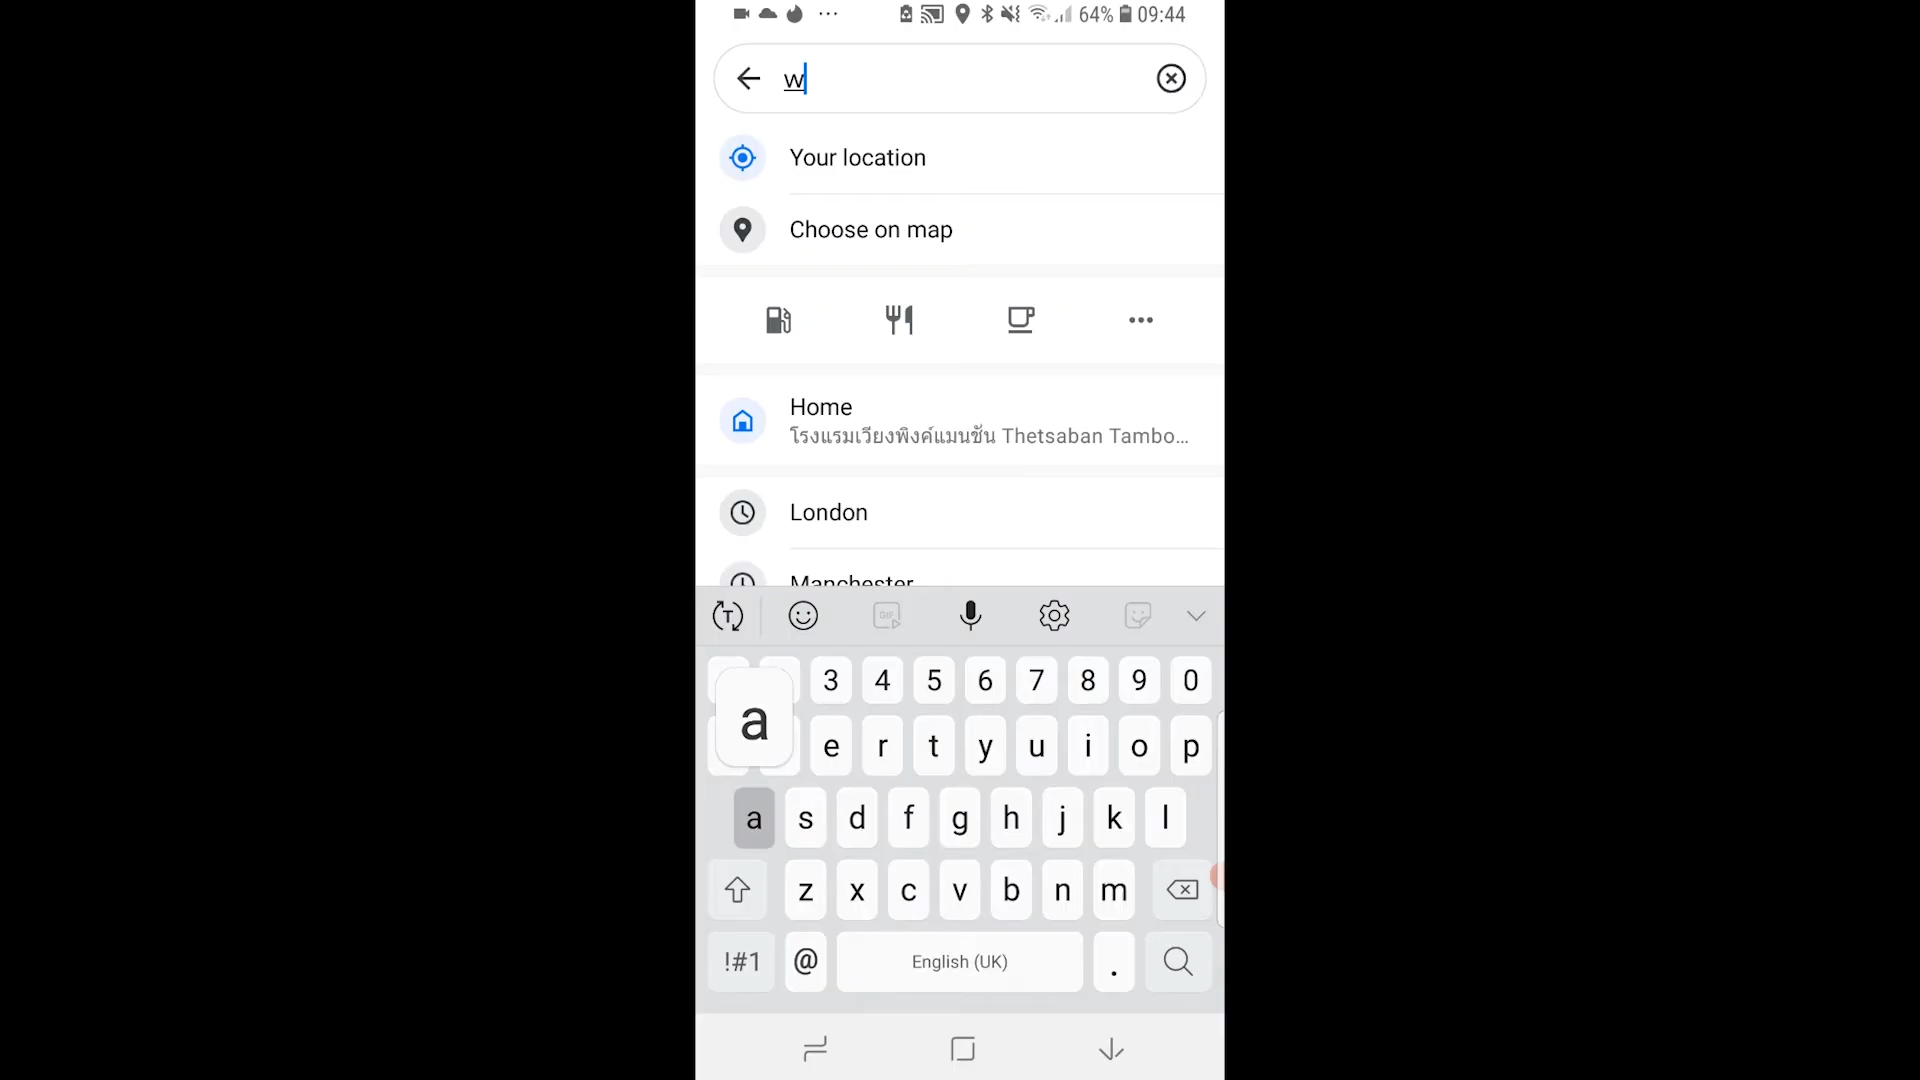 64% 09:44
w
Your location
Choose on map
Home
โรงแรมเวียงพิงค์แมนชั่น Thetsaban Tambo...
London
Manchester
T GIF
3 4 5 6 7 8 9 0
a
e r t y u i o p
a s d f g h j k l
z x c v b n m
!#1 @ English (UK) .